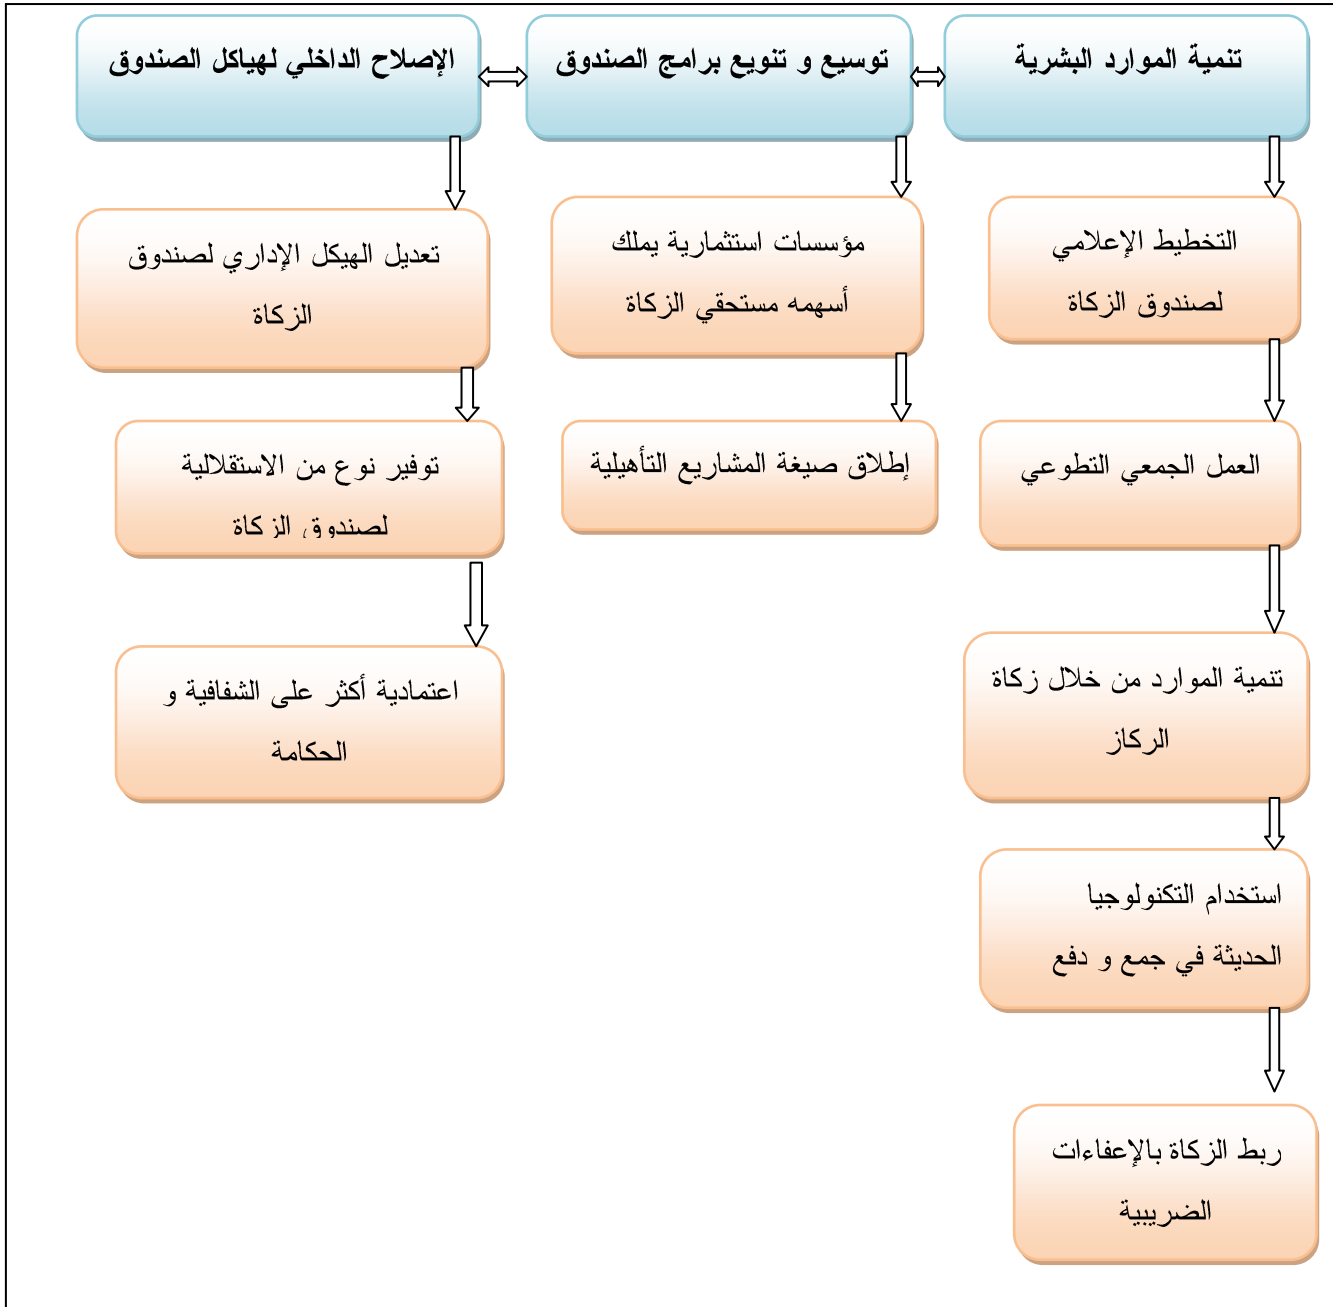 تنمية الموارد البشرية
توسيع و تنويع برامج الصندوق
الإصلاح الداخلي لهياكل الصندوق
التخطيط الإعلامي
لصندوق الزكاة
العمل الجمعي التطوعي
تنمية الموارد من خلال زكاة
الركاز
استخدام التكنولوجيا
الحديثة في جمع و دفع
ربط الزكاة بالإعفاءات
الضريبية
مؤسسات استثمارية يملك
أسهمه مستحقي الزكاة
إطلاق صيغة المشاريع التأهيلية
تعديل الهيكل الإداري لصندوق
الزكاة
توفير نوع من الاستقلالية
لصندوق الزكاة
اعتمادية أكثر على الشفافية و
الحكامة